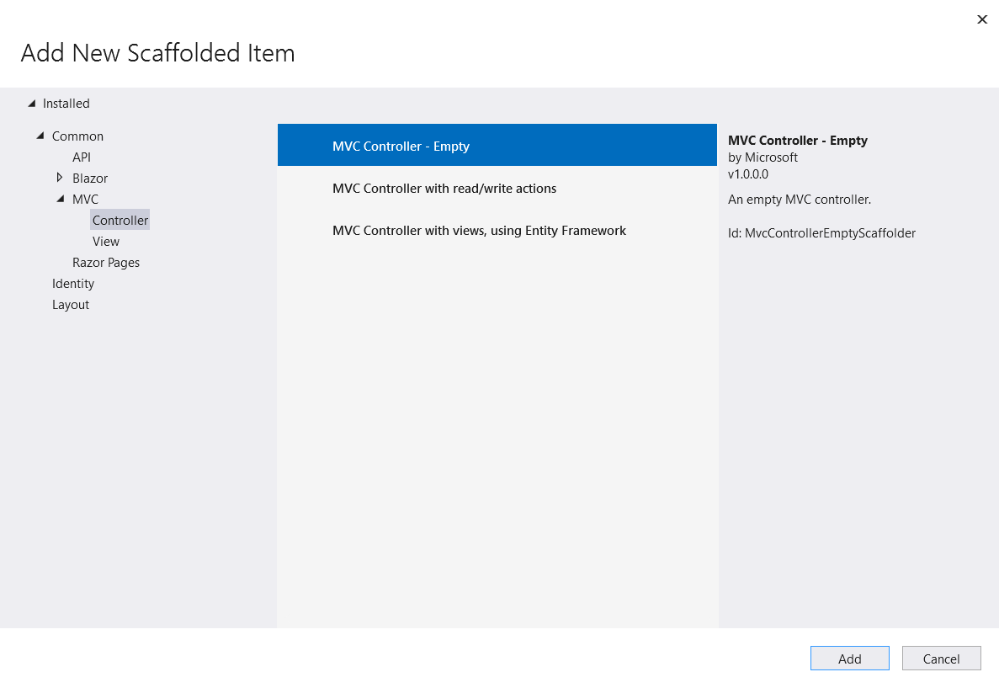 Add New Scaffolded Item
Installed
Common
API
Blazor
MVC
Controller
View
Razor Pages
Identity
Layout
MVC Controller - Empty
MVC Controller with read/write actions
MVC Controller with views, using Entity Framework
MVC Controller - Empty
by Microsoft
v1.0.0.0
An empty MVC controller.
Id: MvcControllerEmptyScaffolder
Add
Cancel